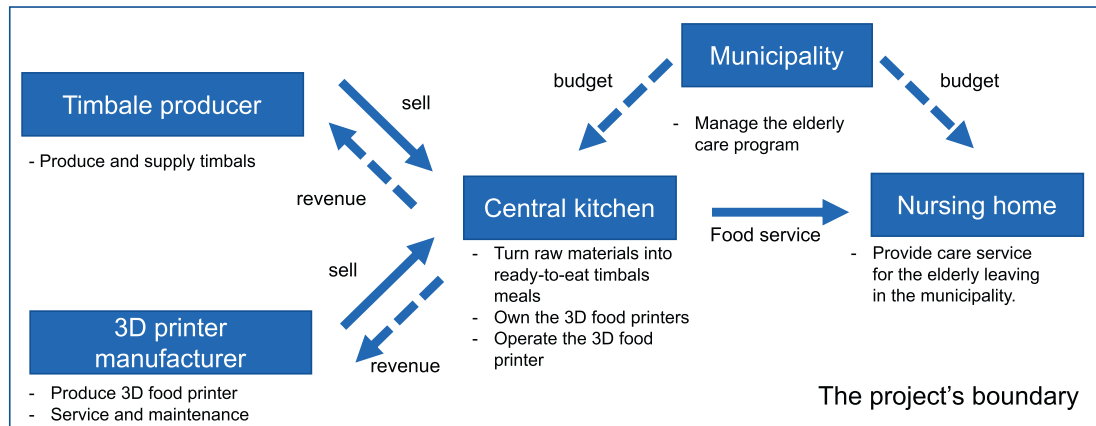 Municipality
budget
budget
Timbale producer
sell
- Manage the elderly
care program
- Produce and supply timbals
revenue
Central kitchen
Nursing home
Food service
- Turn raw materials into
ready-to-eat timbals
meals
- Own the 3D food printers
- Operate the 3D food
printer
- Provide care service
for the elderly leaving
in the municipality.
sell
3D printer
manufacturer
revenue
- Produce 3D food printer
- Service and maintenance
The project's boundary